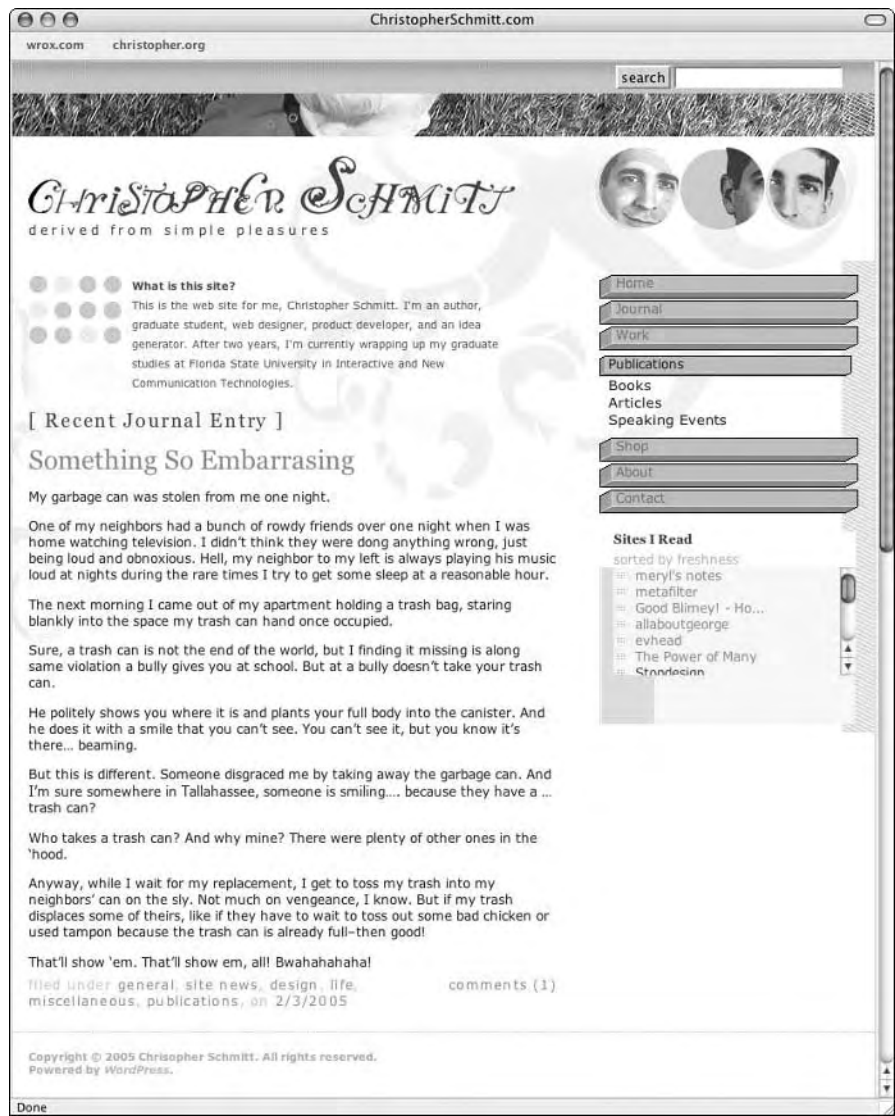 ChristopherSchmitt.com
wrox.com christopher.org
search
CHRiSTOPHER SCHMiTT
derived from simple pleasures
What is this site?
This is the web site for me, Christopher Schmitt. I'm an author,
graduate student, web designer, product developer, and an idea
generator. After two years, I'm currently wrapping up my graduate
studies at Florida State University in Interactive and New
Communication Technologies.
[ Recent Journal Entry ]
Something So Embarrasing
My garbage can was stolen from me one night.
One of my neighbors had a bunch of rowdy friends over one night when I was
home watching television. I didn't think they were dong anything wrong, just
being loud and obnoxious. Hell, my neighbor to my left is always playing his music
loud at nights during the rare times I try to get some sleep at a reasonable hour.
The next morning I came out of my apartment holding a trash bag, staring
blankly into the space my trash can hand once occupied.
Sure, a trash can is not the end of the world, but I finding it missing is along
same violation a bully gives you at school. But at a bully doesn't take your trash
can.
He politely shows you where it is and plants your full body into the canister. And
he does it with a smile that you can't see. You can't see it, but you know it's
there… beaming.
But this is different. Someone disgraced me by taking away the garbage can. And
I'm sure somewhere in Tallahassee, someone is smiling…. because they have a …
trash can?
Who takes a trash can? And why mine? There were plenty of other ones in the
‘hood.
Anyway, while I wait for my replacement, I get to toss my trash into my
neighbors’ can on the sly. Not much on vengeance, I know. But if my trash
displaces some of theirs, like if they have to wait to toss out some bad chicken or
used tampon because the trash can is already full–then good!
That’ll show ‘em. That’ll show em, all! Bwahahahaha!
filed under general, site news, design, life,
miscellaneous, publications, on 2/3/2005
comments (1)
Home
Journal
Work
Publications
Books
Articles
Speaking Events
Shop
About
Contact
Sites I Read
sorted by freshness
meryl's notes
metafilter
Good Blimey! - Ho...
allaboutgeorge
evhead
The Power of Many
Stopdesign
Copyright © 2005 Chrisopher Schmitt. All rights reserved.
Powered by WordPress.
Done